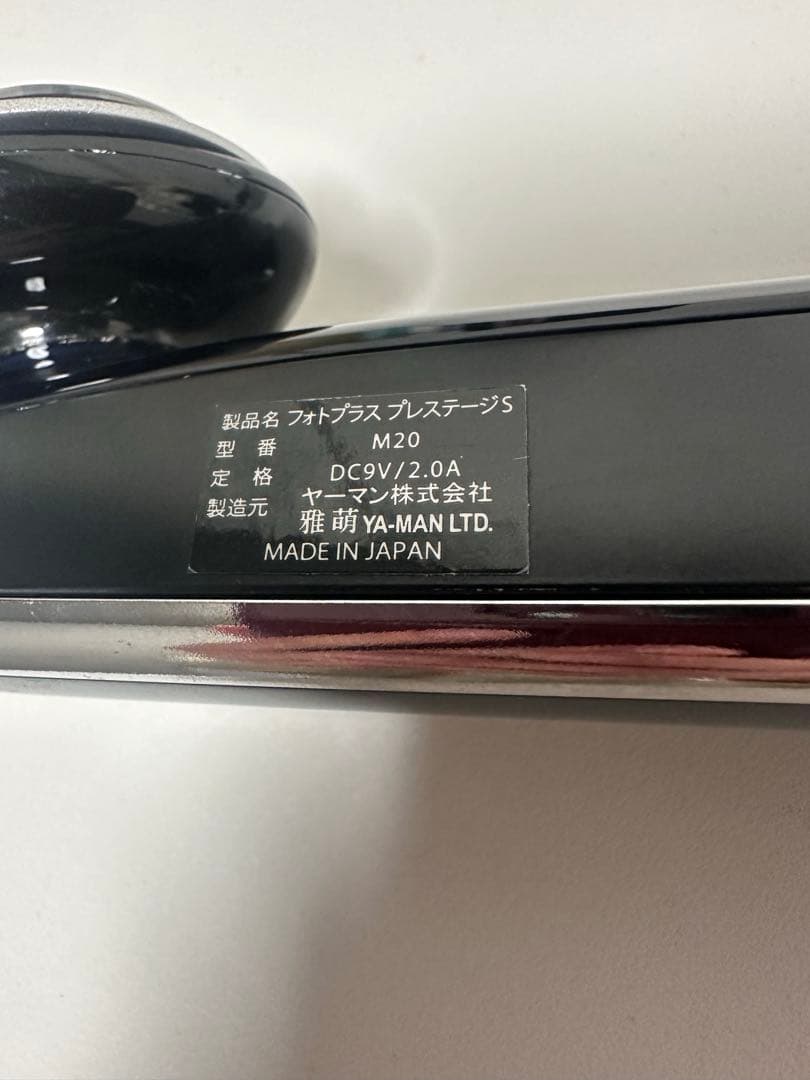 製品名 フォトプラス プレステージS
型番 M20
定格 DC9V/2.0A
製造元 ヤーマン株式会社
雅萌 YA-MAN LTD.
MADE IN JAPAN